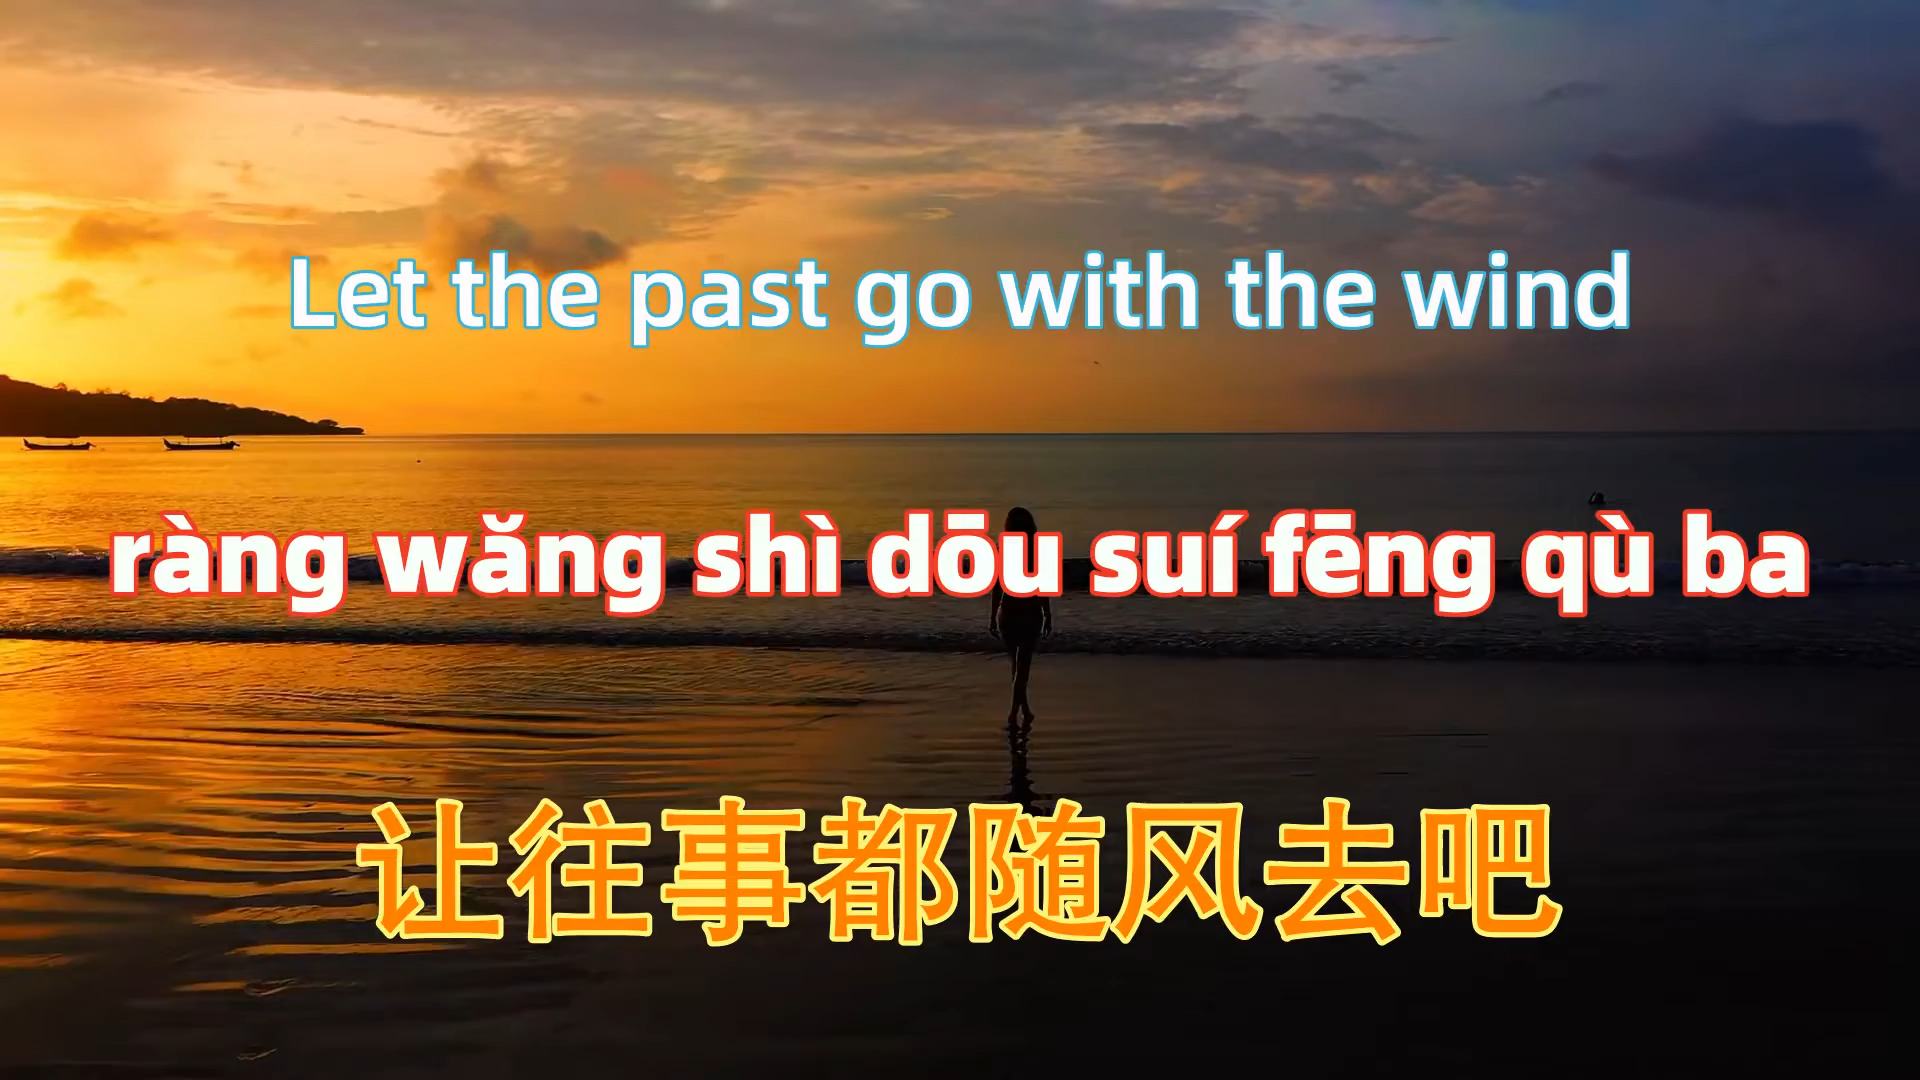 Let the past go with the wind
ràng wǎng shì dōu suí fēng qù ba
让往事都随风去吧